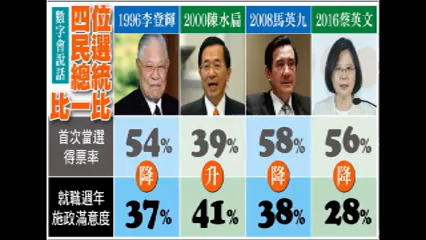 數字會說話
四位民選總統比一比
1996李登輝 2000陳水扁 2008馬英九 2016蔡英文
首次當選得票率 54% 39% 58% 56%
降 升 降 降
就職週年施政滿意度 37% 41% 38% 28%